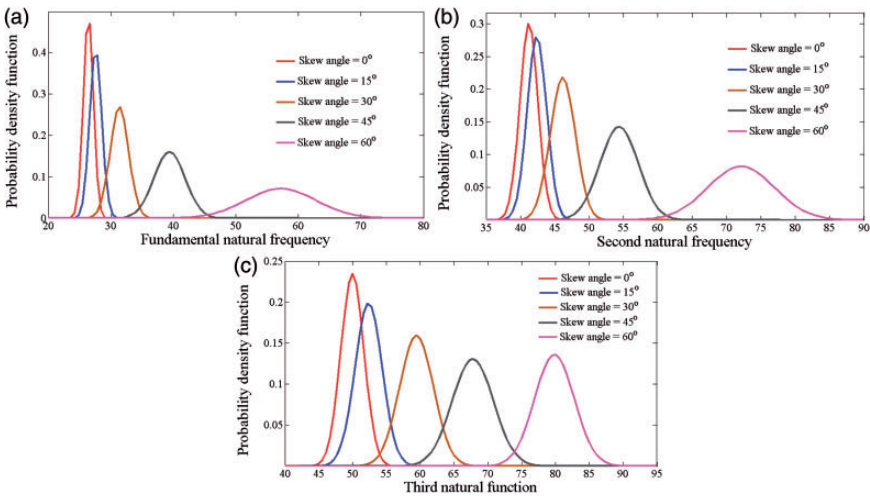 (a)
Probability density function
0.4
0.3
0.2
0.1
0
20 30 40 50 60 70 80
Fundamental natural frequency
Skew angle = 0°
Skew angle = 15°
Skew angle = 30°
Skew angle = 45°
Skew angle = 60°
(b)
Probability density function
0.3
0.25
0.2
0.15
0.1
0.05
35 40 45 50 55 60 65 70 75 80 85 90
Second natural frequency
Skew angle = 0°
Skew angle = 15°
Skew angle = 30°
Skew angle = 45°
Skew angle = 60°
(c)
Probability density function
0.25
0.2
0.15
0.1
0.05
40 45 50 55 60 65 70 75 80 85 90 95
Third natural function
Skew angle = 0°
Skew angle = 15°
Skew angle = 30°
Skew angle = 45°
Skew angle = 60°